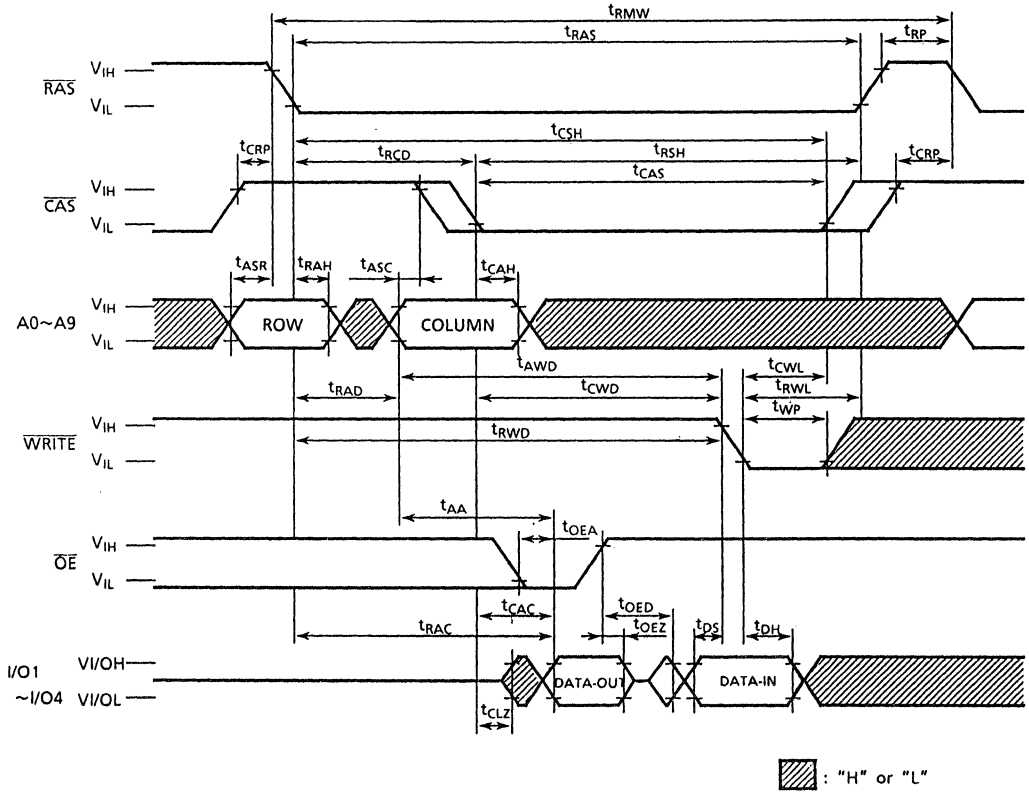 tRMW
tRAS
tRP
RAS
VIH
VIL
tCSH
tCRP
tRCD
tRSH
tCRP
tCAS
CAS
VIH
VIL
tASR
tRAH
tASC
tCAH
A0~A9
VIH
VIL
ROW
COLUMN
tAWD
tCWL
tRAD
tCWD
tRWL
tWP
WRITE
VIH
VIL
tRWD
tAA
tOEA
OE
VIH
VIL
tCAC
tOED
tRAC
tOEZ
tDS
tDH
I/O1
~I/O4
VI/OH
VI/OL
DATA-OUT
DATA-IN
tCLZ
: "H" or "L"